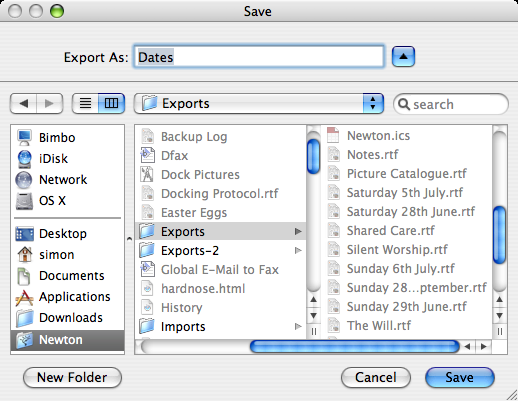 Save
Export As: Dates
Exports
search
Bimbo
iDisk
Network
OS X
Desktop
simon
Documents
Applications
Downloads
Newton
Backup Log
Dfax
Dock Pictures
Docking Protocol.rtf
Easter Eggs
Exports
Exports-2
Global E-Mail to Fax
hardnose.html
History
Imports
Newton.ics
Notes.rtf
Picture Catalogue.rtf
Saturday 5th July.rtf
Saturday 28th June.rtf
Shared Care.rtf
Silent Worship.rtf
Sunday 6th July.rtf
Sunday 28...ptember.rtf
Sunday 29th June.rtf
The Will.rtf
New Folder
Cancel
Save